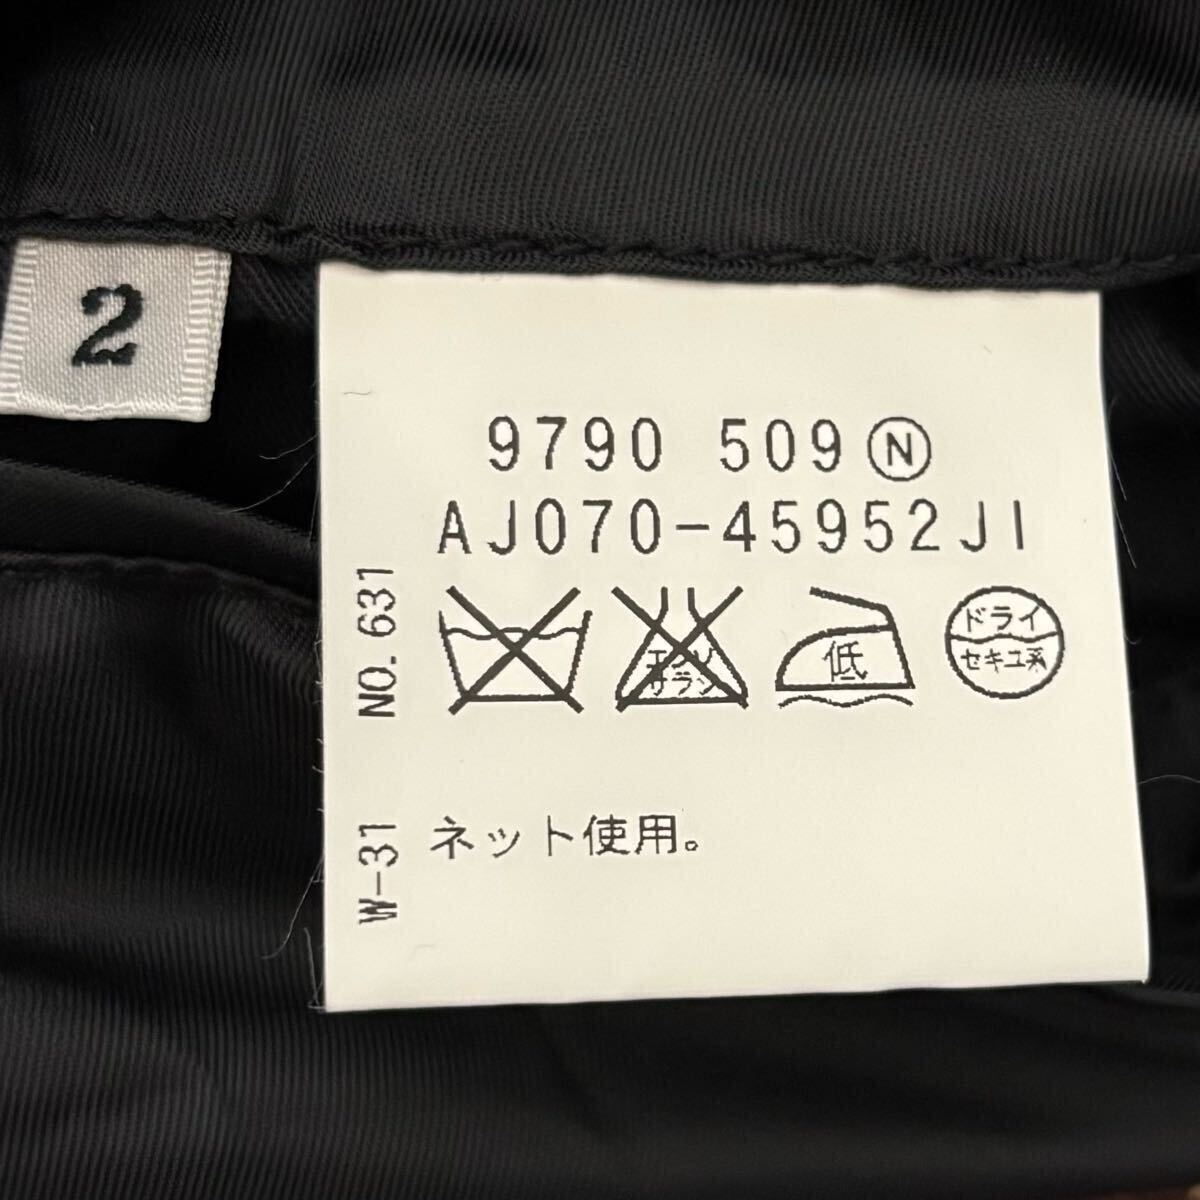 2
9790 509 Ⓝ
AJ070-45952JI
NO. 631
エンソ
サラシ
低
ドライ
セキユ系
W-31
ネット使用。